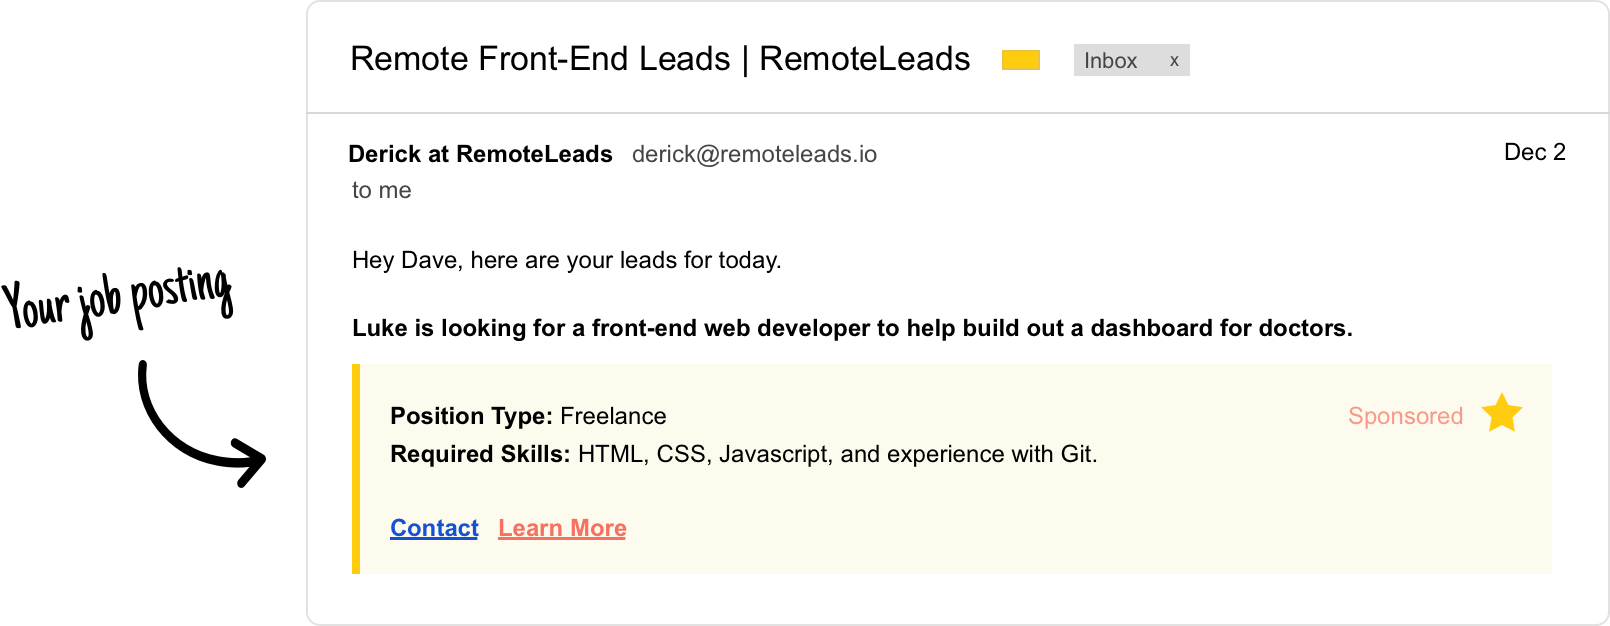 Remote Front-End Leads | RemoteLeads
Inbox x
Derick at RemoteLeads derick@remoteleads.io
Dec 2
to me
Hey Dave, here are your leads for today.
Your job posting
Luke is looking for a front-end web developer to help build out a dashboard for doctors.
Position Type: Freelance
Sponsored
Required Skills: HTML, CSS, Javascript, and experience with Git.
Contact Learn More